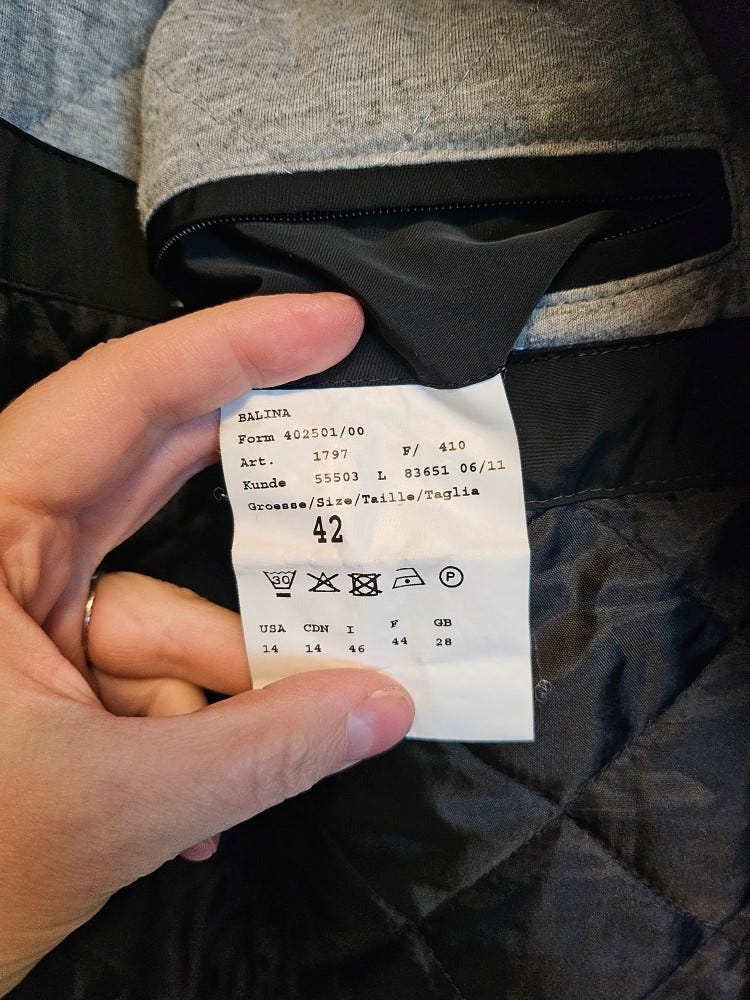 BALINA
Form 402501/00
Art. 1797 F/ 410
Kunde 55503 L 83651 06/11
Groesse/Size/Taille/Taglia
42
30 P
USA CDN I F GB
14 14 46 44 28